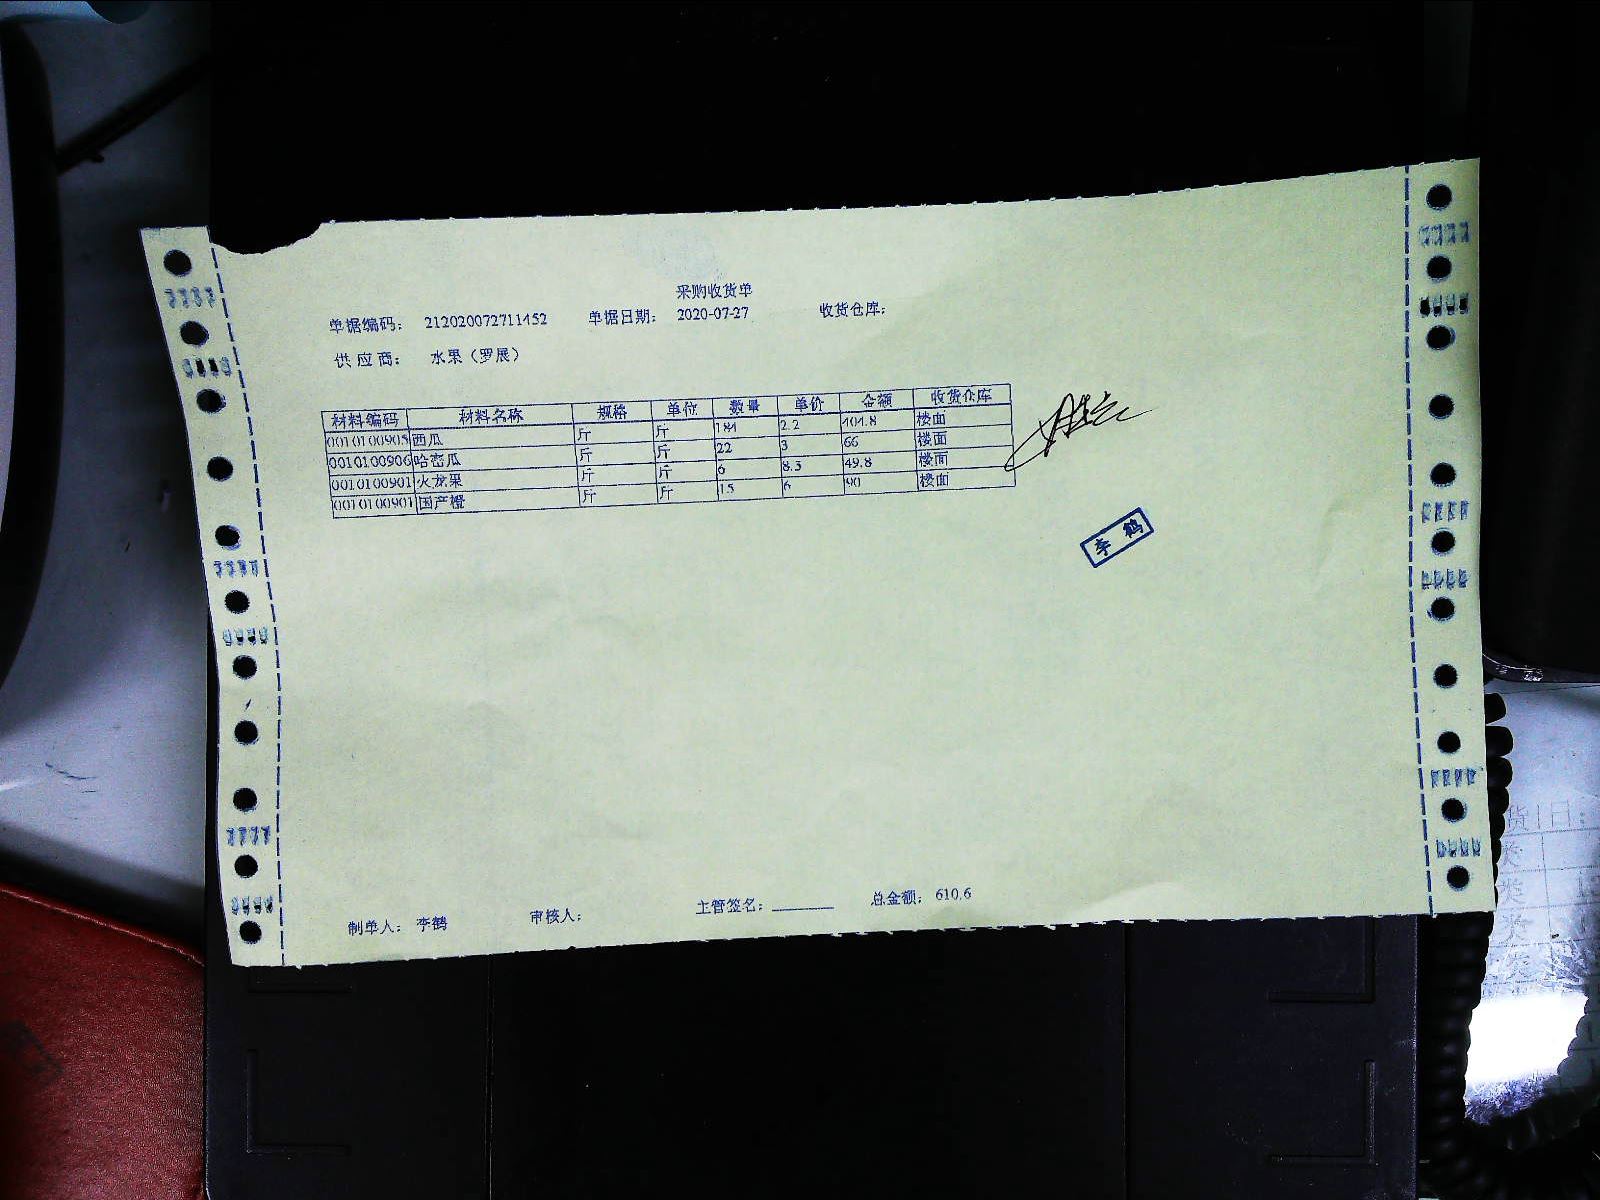 采购收货单
单据编码： 212020072711452 单据日期： 2020-07-27 收货仓库：
供应商： 水果（罗展）
材料编码 材料名称 规格 单位 数量 单价 金额 收货仓库
0010100905 西瓜 斤 斤 184 2.2 404.8 楼面
0010100906 哈密瓜 斤 斤 22 3 66 楼面
0010100901 火龙果 斤 斤 6 8.3 49.8 楼面
0010100901 国产橙 斤 斤 15 6 90 楼面
李鹤
制单人： 李鹤 审核人： 主管签名： 总金额： 610.6